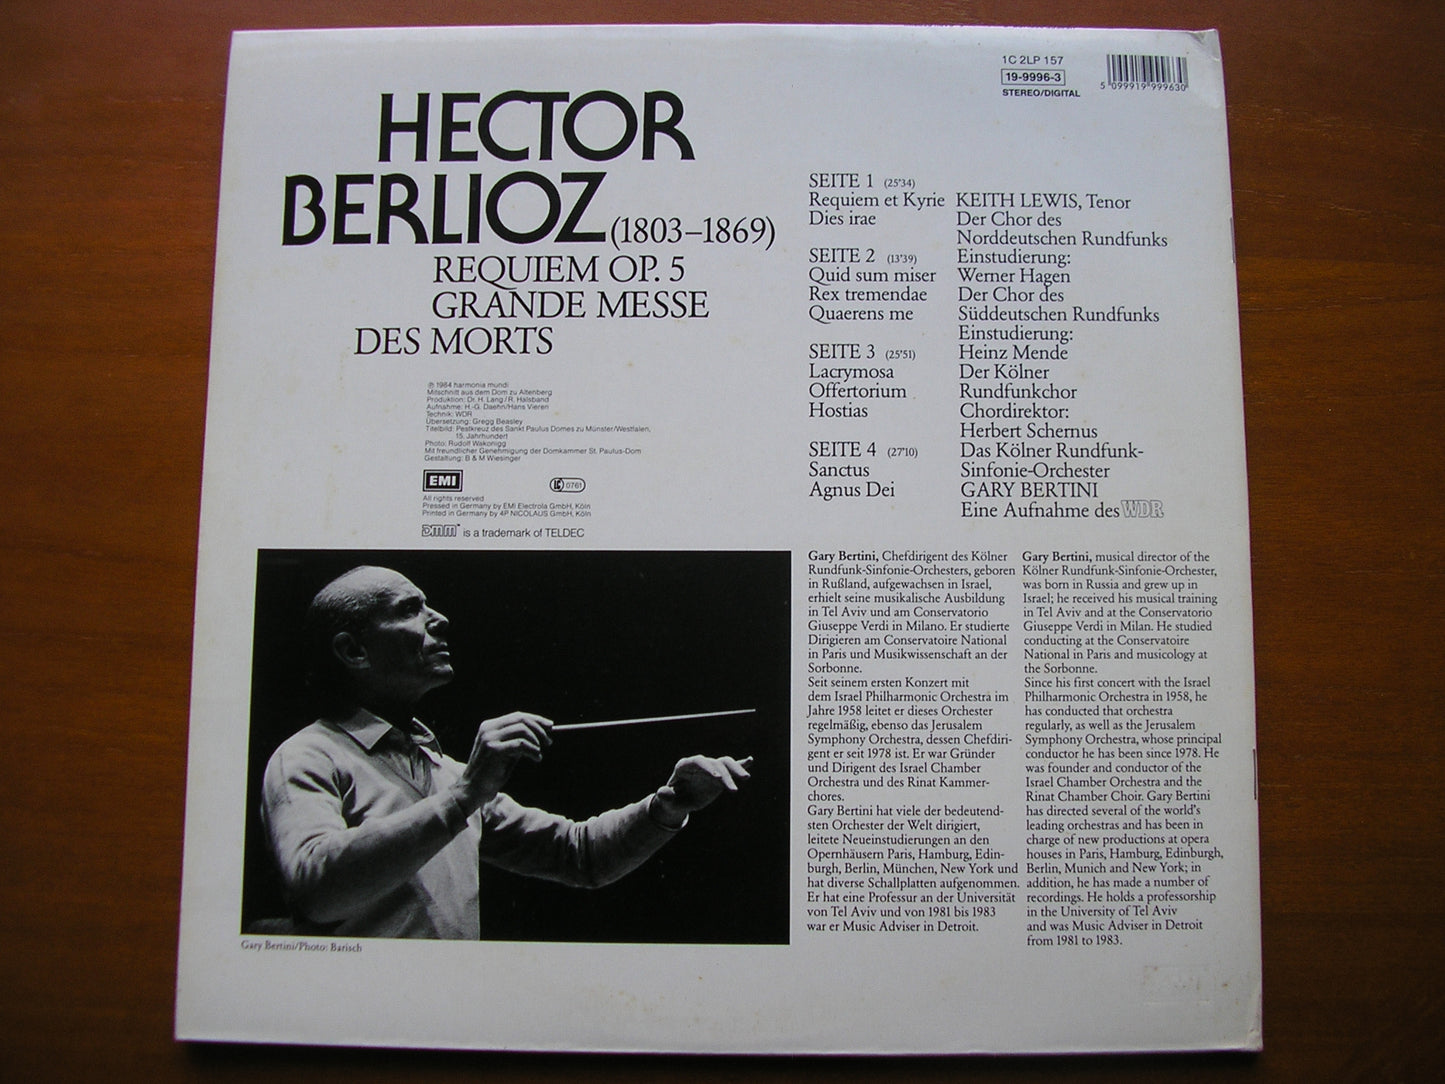 1C 2LP 157
19-9996-3
STEREO/DIGITAL
5 099919 999630
HECTOR
BERLIOZ (1803–1869)
REQUIEM OP. 5
GRANDE MESSE
DES MORTS
℗ 1984 harmonia mundi
Mitschnitt aus dem Dom zu Altenberg
Produktion: Dr. H. Lang / R. Halsband
Aufnahme: H.-G. Daehn/Hans Vieren
Technik: WDR
Übersetzung: Gregg Beasley
Titelbild: Pestkreuz des Sankt Paulus Domes zu Münster/Westfalen,
15. Jahrhundert
Photo: Rudolf Wakonigg
Mit freundlicher Genehmigung der Domkammer St. Paulus-Dom
Gestaltung: B & M Wiesinger
EMI
LC 0761
All rights reserved
Pressed in Germany by EMI Electrola GmbH, Köln
Printed in Germany by 4P NICOLAUS GmbH, Köln
DMM is a trademark of TELDEC
SEITE 1 (25'34)
Requiem et Kyrie
Dies irae
SEITE 2 (13'39)
Quid sum miser
Rex tremendae
Quaerens me
SEITE 3 (25'51)
Lacrymosa
Offertorium
Hostias
SEITE 4 (27'10)
Sanctus
Agnus Dei
KEITH LEWIS, Tenor
Der Chor des
Norddeutschen Rundfunks
Einstudierung:
Werner Hagen
Der Chor des
Süddeutschen Rundfunks
Einstudierung:
Heinz Mende
Der Kölner
Rundfunkchor
Chordirektor:
Herbert Schernus
Das Kölner Rundfunk-
Sinfonie-Orchester
GARY BERTINI
Eine Aufnahme des WDR
Gary Bertini/Photo: Barisch
Gary Bertini, Chefdirigent des Kölner
Rundfunk-Sinfonie-Orchesters, geboren
in Rußland, aufgewachsen in Israel,
erhielt seine musikalische Ausbildung
in Tel Aviv und am Conservatorio
Giuseppe Verdi in Milano. Er studierte
Dirigieren am Conservatoire National
in Paris und Musikwissenschaft an der
Sorbonne.
Seit seinem ersten Konzert mit
dem Israel Philharmonic Orchestra im
Jahre 1958 leitet er dieses Orchester
regelmäßig, ebenso das Jerusalem
Symphony Orchestra, dessen Chefdiri-
gent er seit 1978 ist. Er war Gründer
und Dirigent des Israel Chamber
Orchestra und des Rinat Kammer-
chores.
Gary Bertini hat viele der bedeutend-
sten Orchester der Welt dirigiert,
leitete Neueinstudierungen an den
Opernhäusern Paris, Hamburg, Edin-
burgh, Berlin, München, New York und
hat diverse Schallplatten aufgenommen.
Er hat eine Professur an der Universität
von Tel Aviv und von 1981 bis 1983
war er Music Adviser in Detroit.
Gary Bertini, musical director of the
Kölner Rundfunk-Sinfonie-Orchester,
was born in Russia and grew up in
Israel; he received his musical training
in Tel Aviv and at the Conservatorio
Giuseppe Verdi in Milan. He studied
conducting at the Conservatoire
National in Paris and musicology at
the Sorbonne.
Since his first concert with the Israel
Philharmonic Orchestra in 1958, he
has conducted that orchestra
regularly, as well as the Jerusalem
Symphony Orchestra, whose principal
conductor he has been since 1978. He
was founder and conductor of the
Israel Chamber Orchestra and the
Rinat Chamber Choir. Gary Bertini
has directed several of the world's
leading orchestras and has been in
charge of new productions at opera
houses in Paris, Hamburg, Edinburgh,
Berlin, Munich and New York; in
addition, he has made a number of
recordings. He holds a professorship
in the University of Tel Aviv
and was Music Adviser in Detroit
from 1981 to 1983.